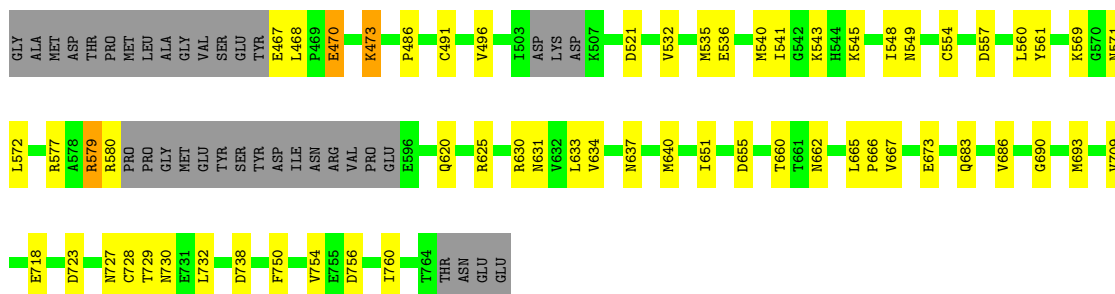 GLY ALA MET ASP THR PRO MET LEU ALA GLY VAL SER GLU TYR E467 L468 P469 E470 K473 P486 C491 V496 I503 ASP LYS ASP K507 D521 V532 M535 E536 M540 I541 G542 K543 H544 K545 I548 N549 C554 D557 L560 Y561 K569 G570 N571
L572 R577 A578 R579 R580 PRO PRO GLY MET GLU TYR SER TYR ASP ILE ASN ARG VAL PRO GLU E596 Q620 R625 R630 N631 V632 L633 V634 N637 M640 I651 D655 T660 T661 N662 L665 P666 V667 E673 Q683 V686 G690 M693 V709
E718 D723 N727 C728 T729 N730 E731 L732 D738 F750 V754 E755 D756 I760 T764 THR ASN GLU GLU